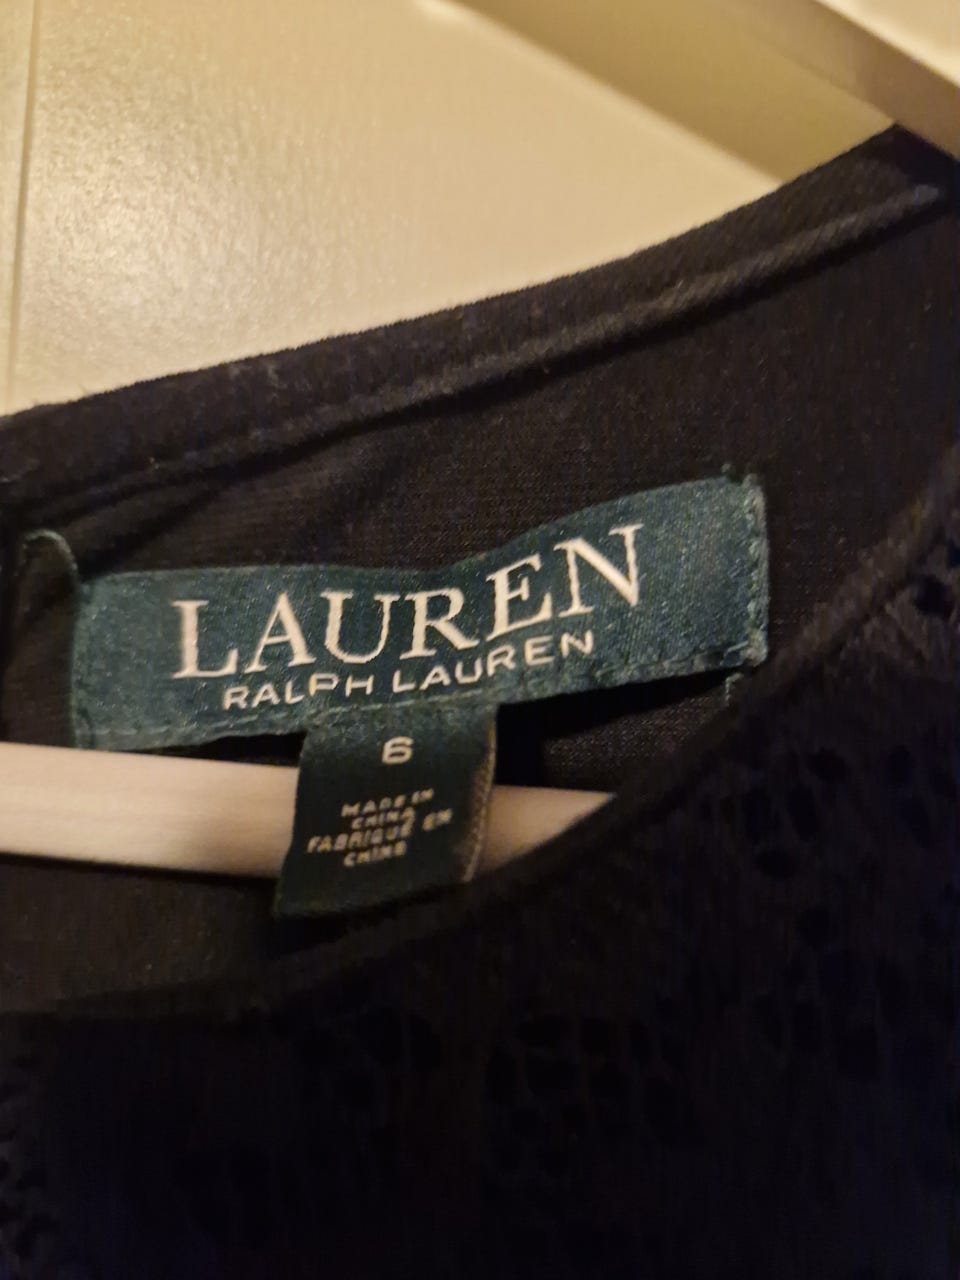 LAUREN
RALPH LAUREN
6
MADE IN
CHINA
FABRIQUÉ EN
CHINE